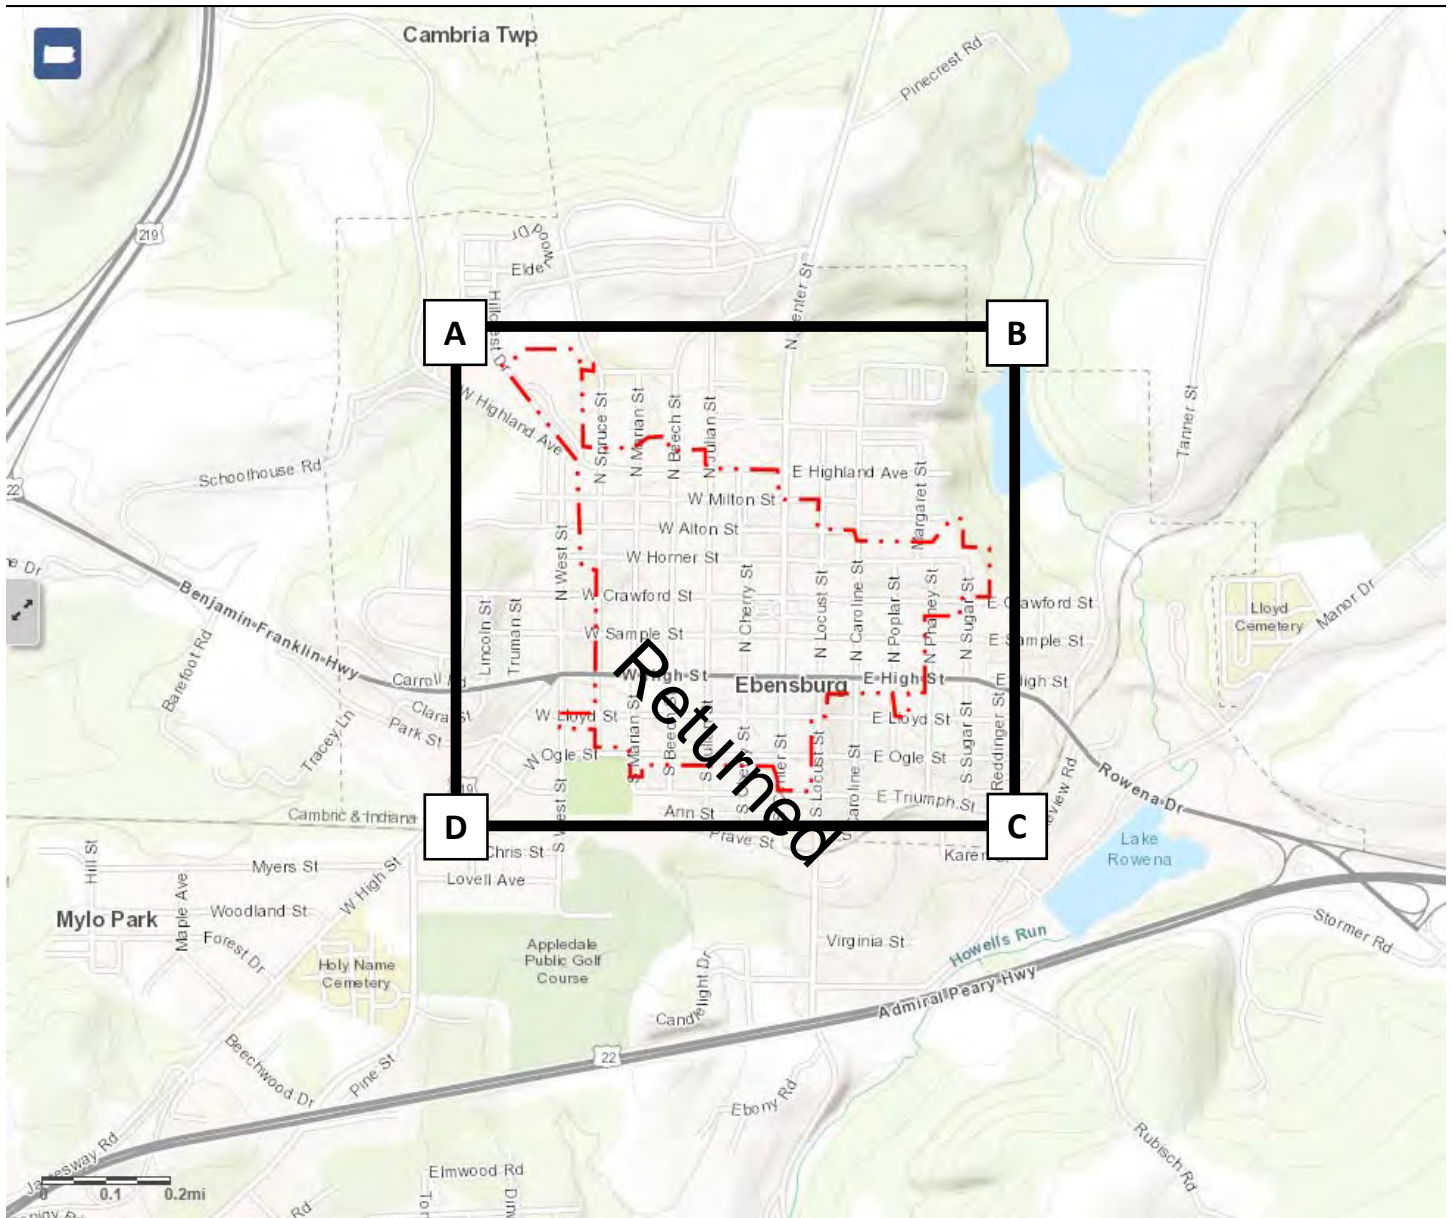 Cambria Twp
Pinecrest Rd
219
Hillcrest Dr
N Center St
A
B
W Highland Ave
N Spruce St
N Marian St
N Beech St
N Julian St
Tanner St
Schoolhouse Rd
E Highland Ave
22
W Milton St
Margaret St
W Alton St
N West St
W Horner St
Benjamin Franklin Hwy
Lincoln St
Truman St
W Crawford St
N Cherry St
N Locust St
N Caroline St
N Poplar St
N Phaney St
N Sugar St
E Crawford St
Lloyd
Cemetery
Manor Dr
W Sample St
E Sample St
Barefoot Rd
Carroll Rd
W High St
Ebensburg
E High St
E High St
Clara St
Park St
Tracey Ln
W Lloyd St
S Marian St
E Lloyd St
W Ogle St
E Ogle St
S Locust St
S Sugar St
Reddinger St
Returned
Rowena Dr
Cambric & Indiana
S West St
Ann St
E Triumph St
D
C
Prave St
Lake
Rowena
Hill St
Myers St
Chris St
Lovell Ave
W High St
Maple Ave
Woodland St
Mylo Park
Forest Dr
Holy Name
Cemetery
Appledale
Public Golf
Course
Candlelight Dr
Virginia St
Howells Run
Stormer Rd
Admiral Peary Hwy
Beechwood Dr
Pine St
22
Ebony Rd
Rubisch Rd
Elmwood Rd
0.1
0.2mi
Rd